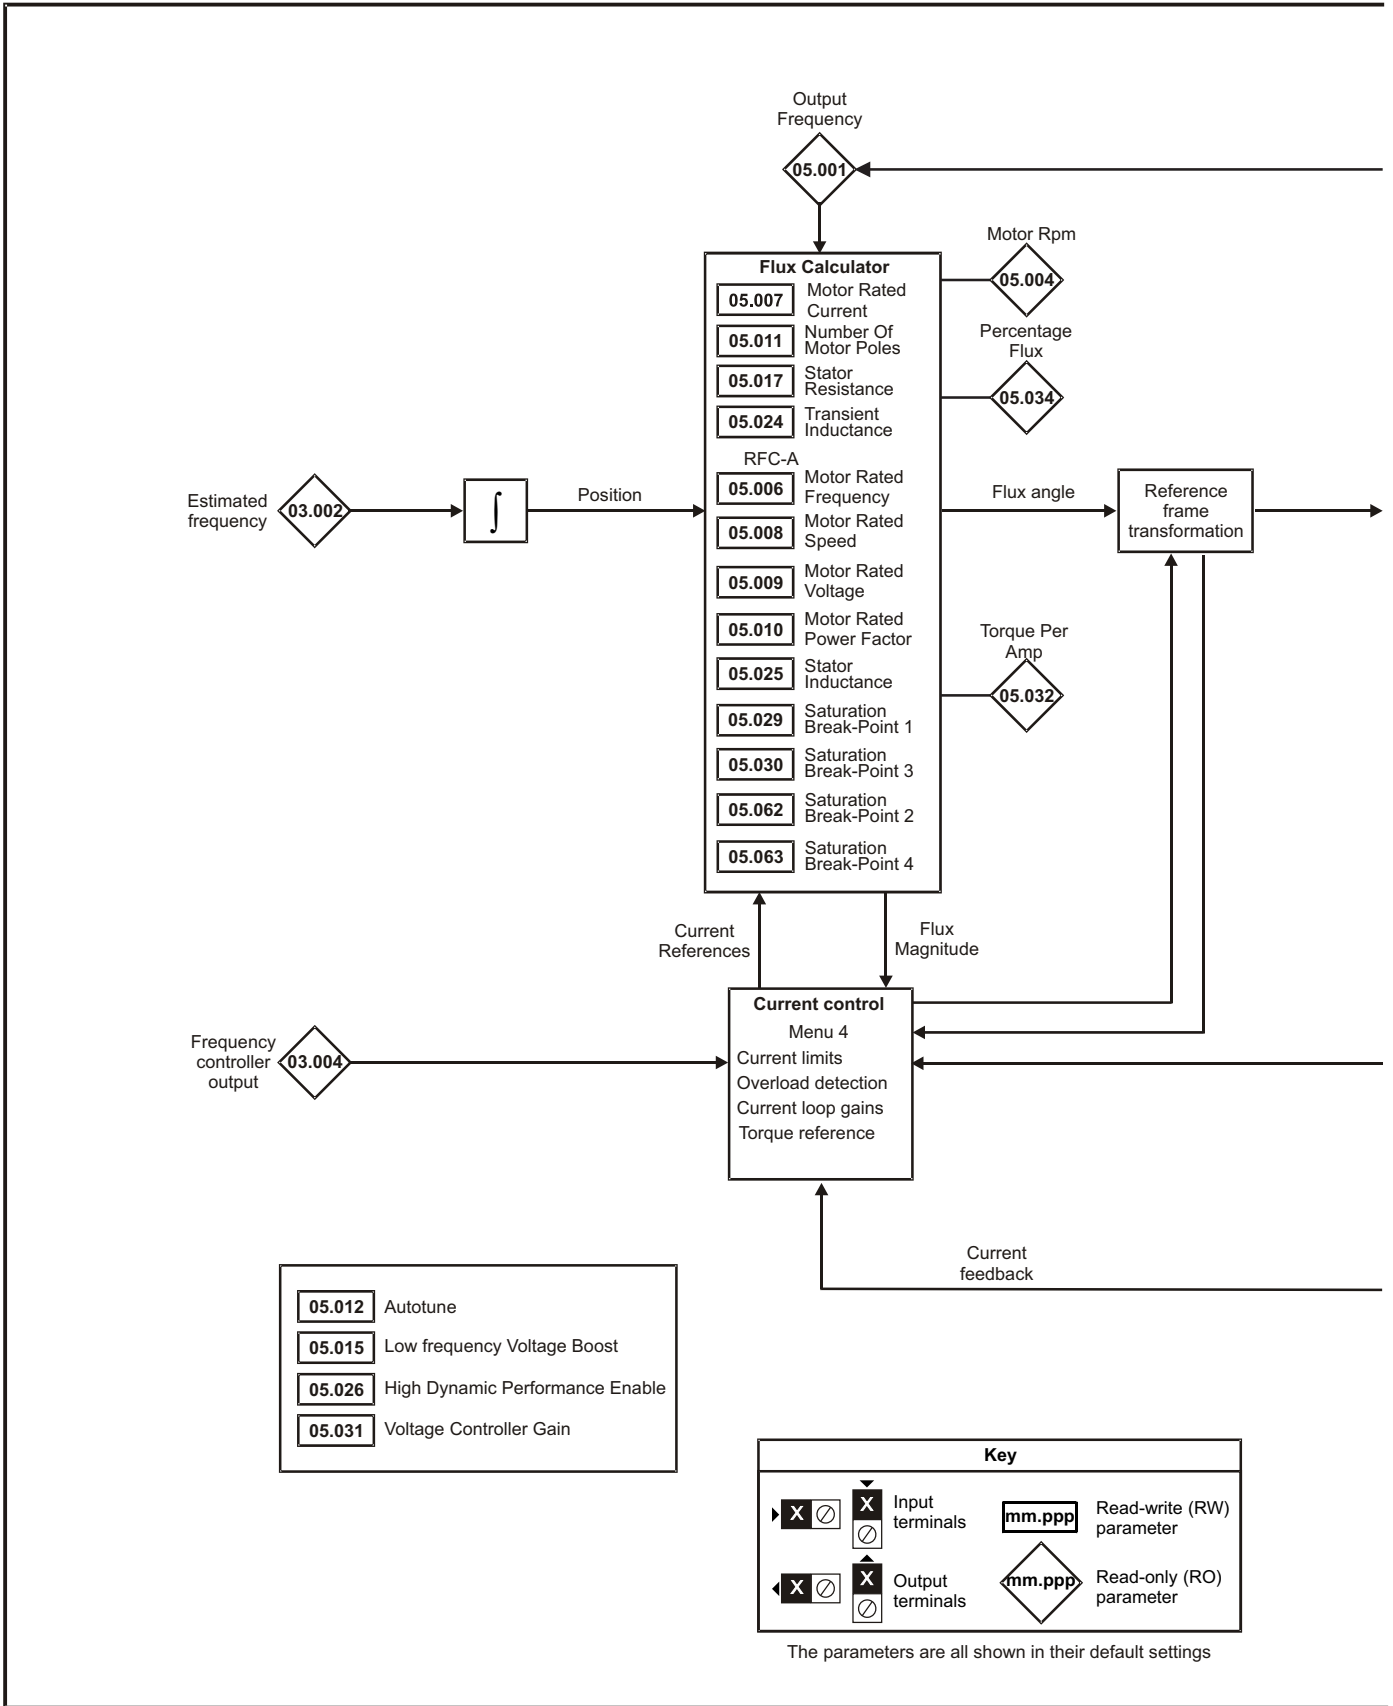 Output
Frequency
05.001
Motor Rpm
05.004
Percentage
Flux
05.034
Flux Calculator
05.007 Motor Rated
Current
05.011 Number Of
Motor Poles
05.017 Stator
Resistance
05.024 Transient
Inductance
RFC-A
05.006 Motor Rated
Frequency
05.008 Motor Rated
Speed
05.009 Motor Rated
Voltage
05.010 Motor Rated
Power Factor
05.025 Stator
Inductance
05.029 Saturation
Break-Point 1
05.030 Saturation
Break-Point 3
05.062 Saturation
Break-Point 2
05.063 Saturation
Break-Point 4
Estimated
frequency
03.002
∫
Position
Flux angle
Reference
frame
transformation
Torque Per
Amp
05.032
Current
References
Flux
Magnitude
Frequency
controller
output
03.004
Current control
Menu 4
Current limits
Overload detection
Current loop gains
Torque reference
Current
feedback
05.012 Autotune
05.015 Low frequency Voltage Boost
05.026 High Dynamic Performance Enable
05.031 Voltage Controller Gain
Key
X
X
Input
terminals
mm.ppp
Read-write (RW)
parameter
X
X
Output
terminals
mm.ppp
Read-only (RO)
parameter
The parameters are all shown in their default settings